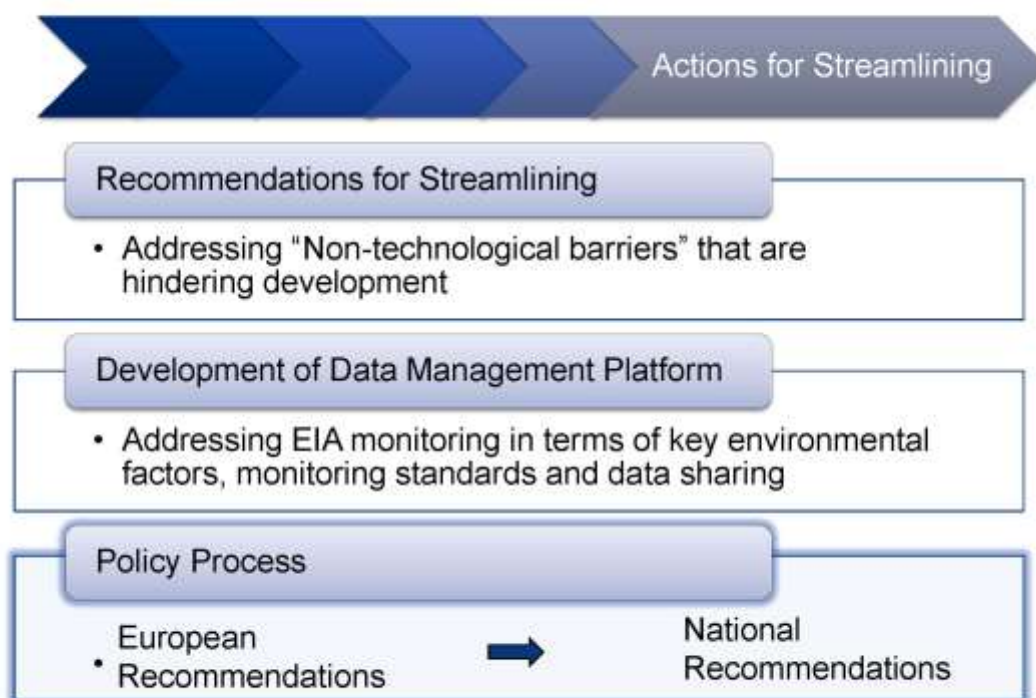 Actions for Streamlining
Recommendations for Streamlining
• Addressing “Non-technological barriers” that are
hindering development
Development of Data Management Platform
• Addressing EIA monitoring in terms of key environmental
factors, monitoring standards and data sharing
Policy Process
• European
Recommendations
National
Recommendations